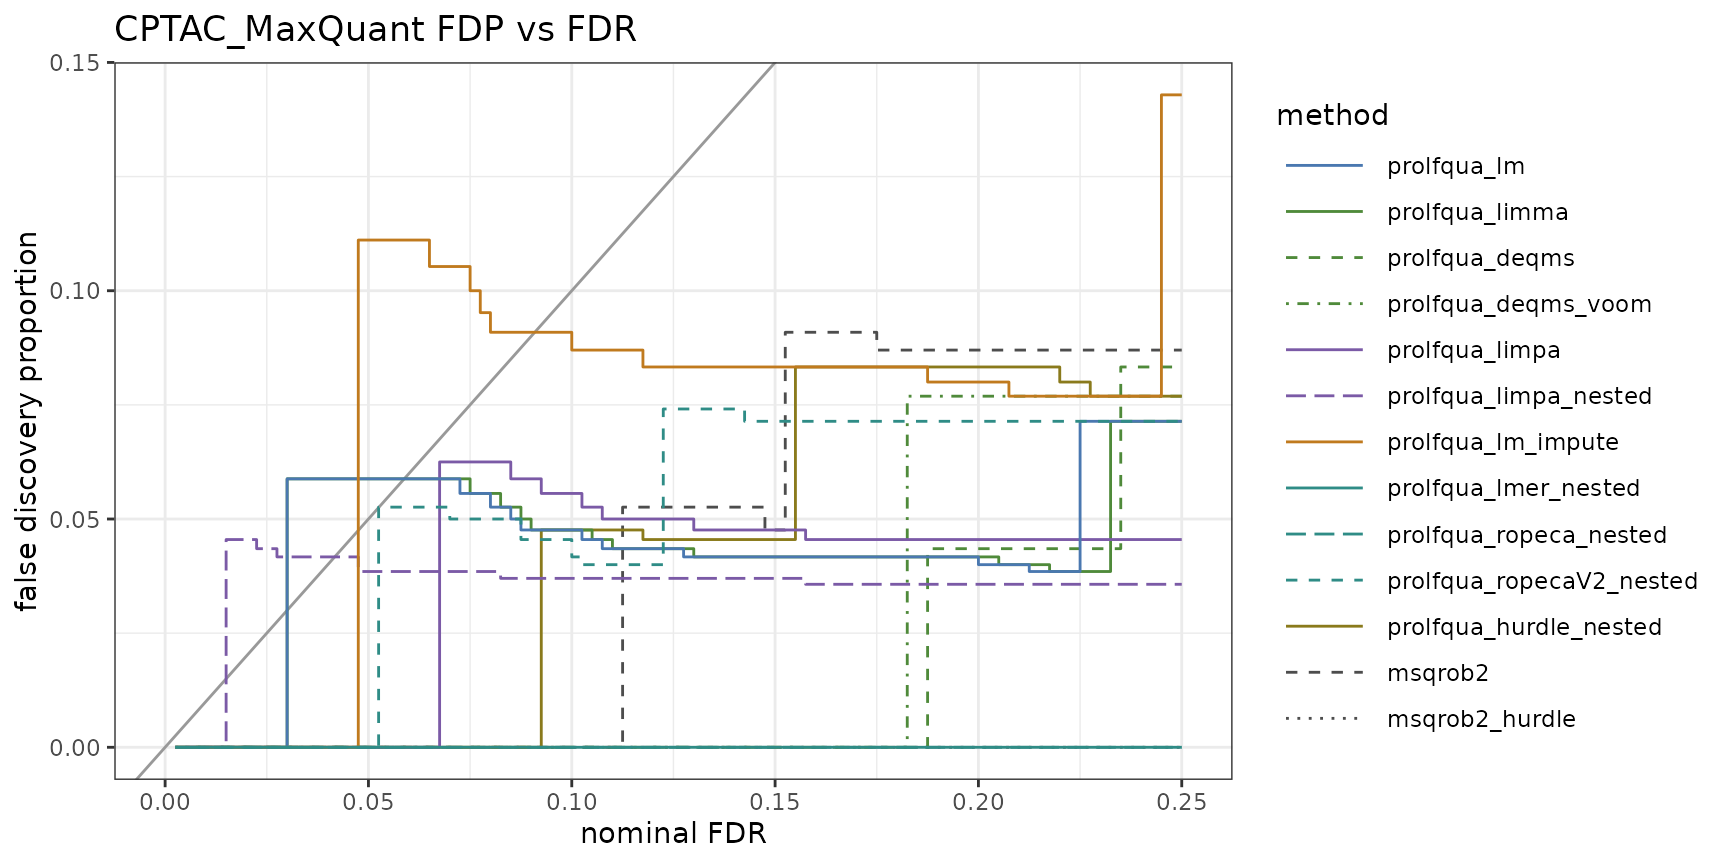 CPTAC_MaxQuant FDP vs FDR
false discovery proportion
0.15
0.10
0.05
0.00
0.00 0.05 0.10 0.15 0.20 0.25
nominal FDR
method
prolfqua_lm
prolfqua_limma
prolfqua_deqms
prolfqua_deqms_voom
prolfqua_limpa
prolfqua_limpa_nested
prolfqua_lm_impute
prolfqua_lmer_nested
prolfqua_ropeca_nested
prolfqua_ropecaV2_nested
prolfqua_hurdle_nested
msqrob2
msqrob2_hurdle